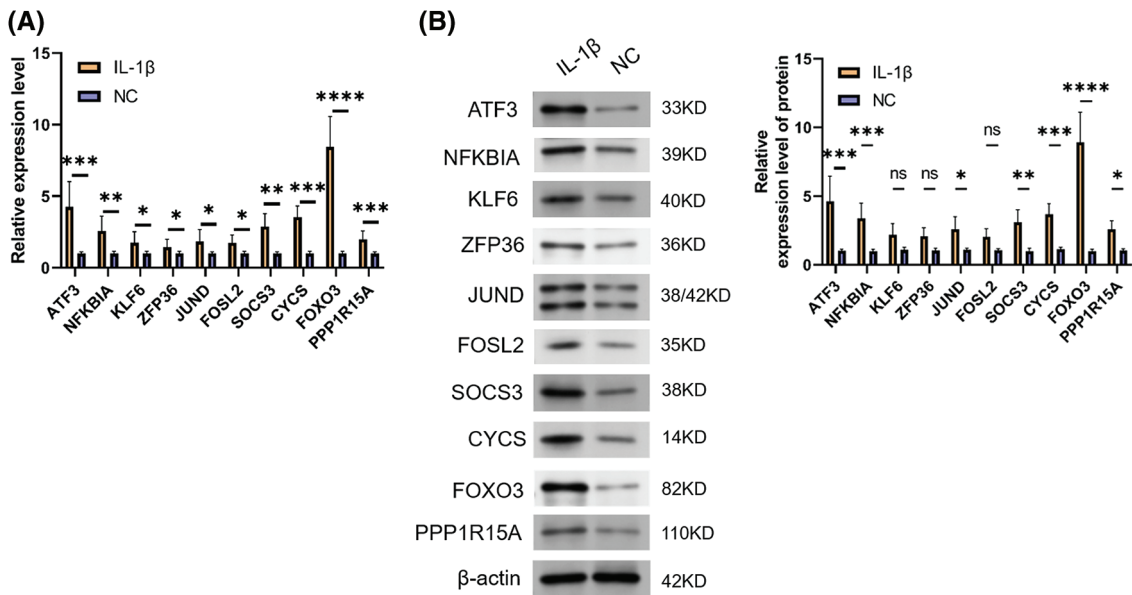 (A)
Relative expression level
15
10
5
0
IL-1β
NC
***
**
*
*
*
*
**
***
****
***
ATF3
NFKBIA
KLF6
ZFP36
JUND
FOSL2
SOCS3
CYCS
FOXO3
PPP1R15A
(B)
IL-1β NC
ATF3 33KD
NFKBIA 39KD
KLF6 40KD
ZFP36 36KD
JUND 38/42KD
FOSL2 35KD
SOCS3 38KD
CYCS 14KD
FOXO3 82KD
PPP1R15A 110KD
β-actin 42KD
Relative
expression level of protein
15
10
5
0
IL-1β
NC
***
***
ns
ns
*
ns
**
***
****
*
ATF3
NFKBIA
KLF6
ZFP36
JUND
FOSL2
SOCS3
CYCS
FOXO3
PPP1R15A